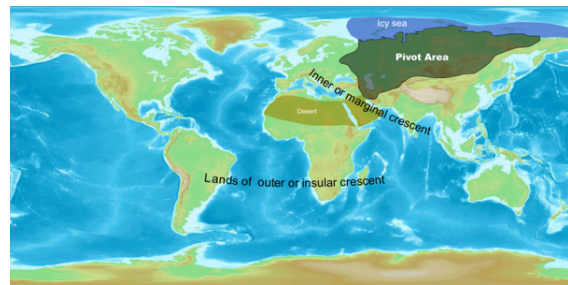 Icy sea
Pivot Area
Inner or marginal crescent
Desert
Lands of outer or insular crescent